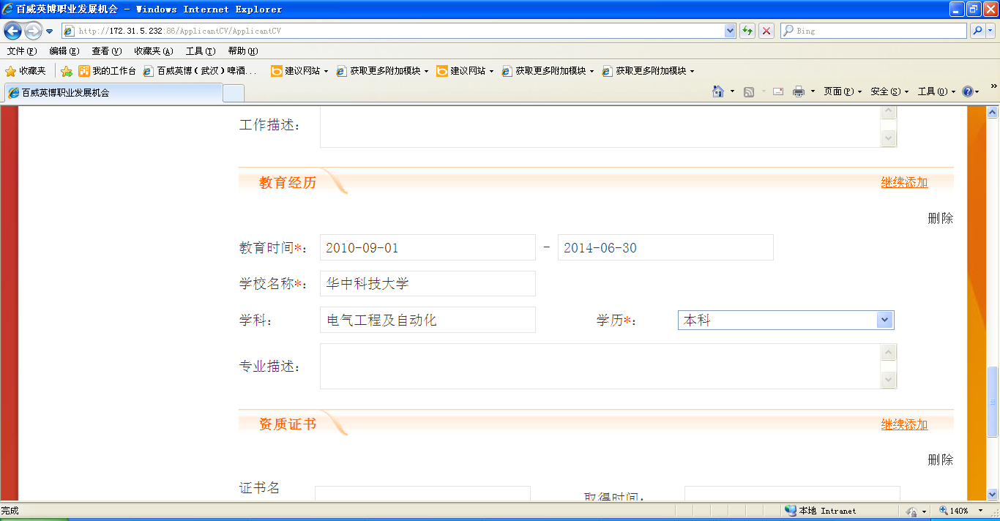 百威英博职业发展机会 - Windows Internet Explorer
http://172.31.5.232:86/ApplicantCV/ApplicantCV
Bing
文件(F) 编辑(E) 查看(V) 收藏夹(A) 工具(T) 帮助(H)
收藏夹 我的工作台 百威英博(武汉)啤酒... 建议网站 获取更多附加模块 建议网站 获取更多附加模块 获取更多附加模块
百威英博职业发展机会
页面(P) 安全(S) 工具(O) »
工作描述:
教育经历 继续添加
删除
教育时间*: 2010-09-01 - 2014-06-30
学校名称*: 华中科技大学
学科: 电气工程及自动化 学历*: 本科
专业描述:
资质证书 继续添加
删除
证书名
取得时间:
完成 本地 Intranet 140%